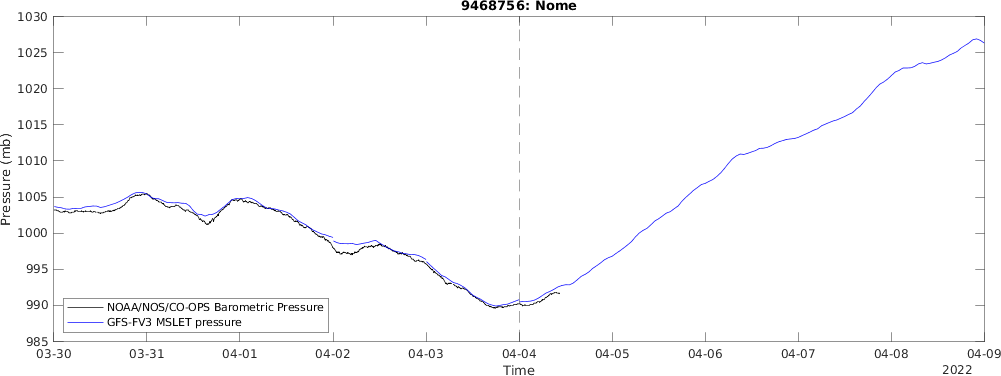 9468756: Nome
1030
1025
1020
1015
1010
1005
1000
995
990
985
Pressure (mb)
NOAA/NOS/CO-OPS Barometric Pressure
GFS-FV3 MSLET pressure
03-30 03-31 04-01 04-02 04-03 04-04 04-05 04-06 04-07 04-08 04-09
Time
2022